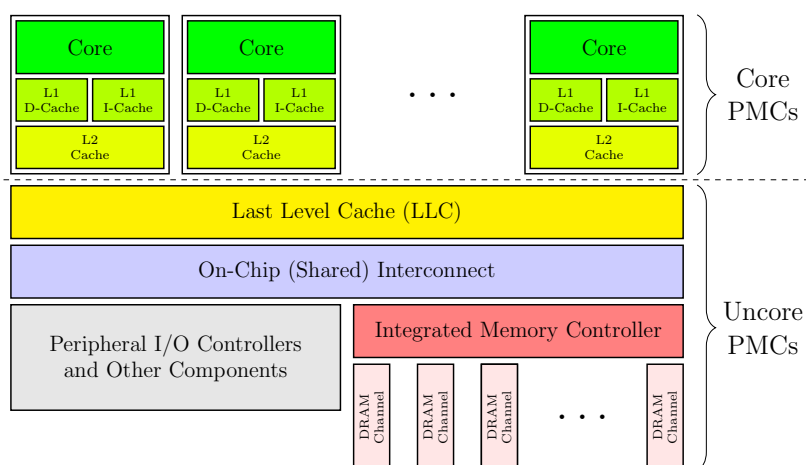 Core
Core
. . .
Core
L1
D-Cache
L1
I-Cache
L1
D-Cache
L1
I-Cache
L1
D-Cache
L1
I-Cache
L2
Cache
L2
Cache
L2
Cache
Core
PMCs
Last Level Cache (LLC)
On-Chip (Shared) Interconnect
Peripheral I/O Controllers
and Other Components
Integrated Memory Controller
DRAM
Channel
DRAM
Channel
DRAM
Channel
. . .
DRAM
Channel
Uncore
PMCs